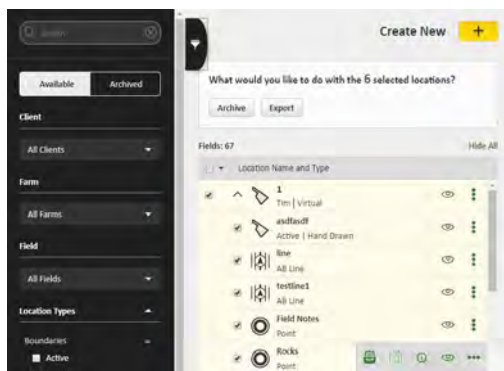 Search
Available
Archived
Client
All Clients
Farm
All Farms
Field
All Fields
Location Types
Boundaries
Active
Create New
What would you like to do with the 6 selected locations?
Archive
Export
Fields: 67
Hide All
Location Name and Type
1
Tim | Virtual
asdfasdf
Active | Hand Drawn
line
AB Line
testline1
AB Line
Field Notes
Point
Rocks
Point